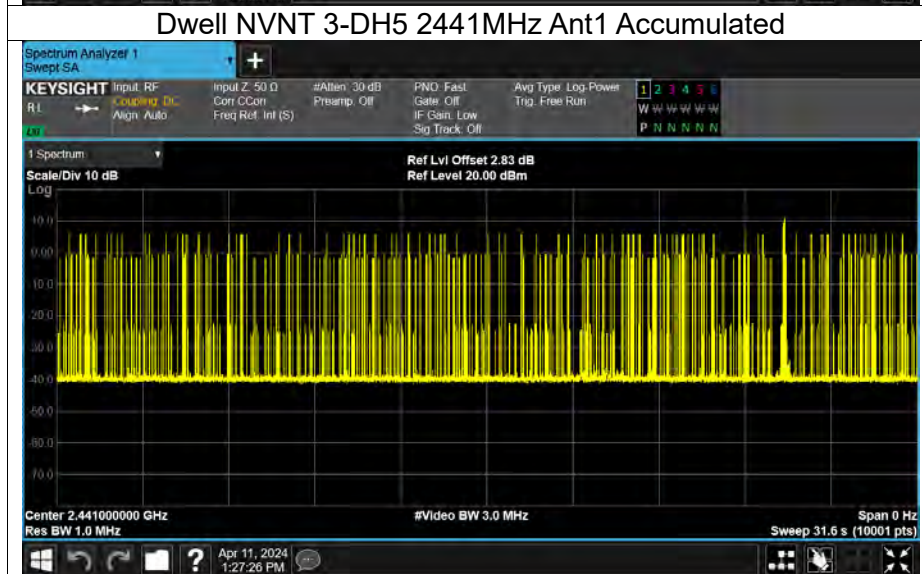 Dwell NVNT 3-DH5 2441MHz Ant1 Accumulated
Spectrum Analyzer 1
Swept SA
+
KEYSIGHT Input: RF Input Z: 50 Ω #Atten: 30 dB PNO: Fast Avg Type: Log-Power 1 2 3 4 5 6
RL Coupling: DC Corr CCorr Preamp: Off Gate: Off Trig: Free Run W W W W W W
Align: Auto Freq Ref: Int (S) IF Gain: Low P N N N N N
LXI Sig Track: Off
1 Spectrum
Ref Lvl Offset 2.83 dB
Scale/Div 10 dB Ref Level 20.00 dBm
Log
10.0
0.00
-10.0
-20.0
-30.0
-40.0
-50.0
-60.0
-70.0
Center 2.441000000 GHz #Video BW 3.0 MHz Span 0 Hz
Res BW 1.0 MHz Sweep 31.6 s (10001 pts)
? Apr 11, 2024
1:27:26 PM